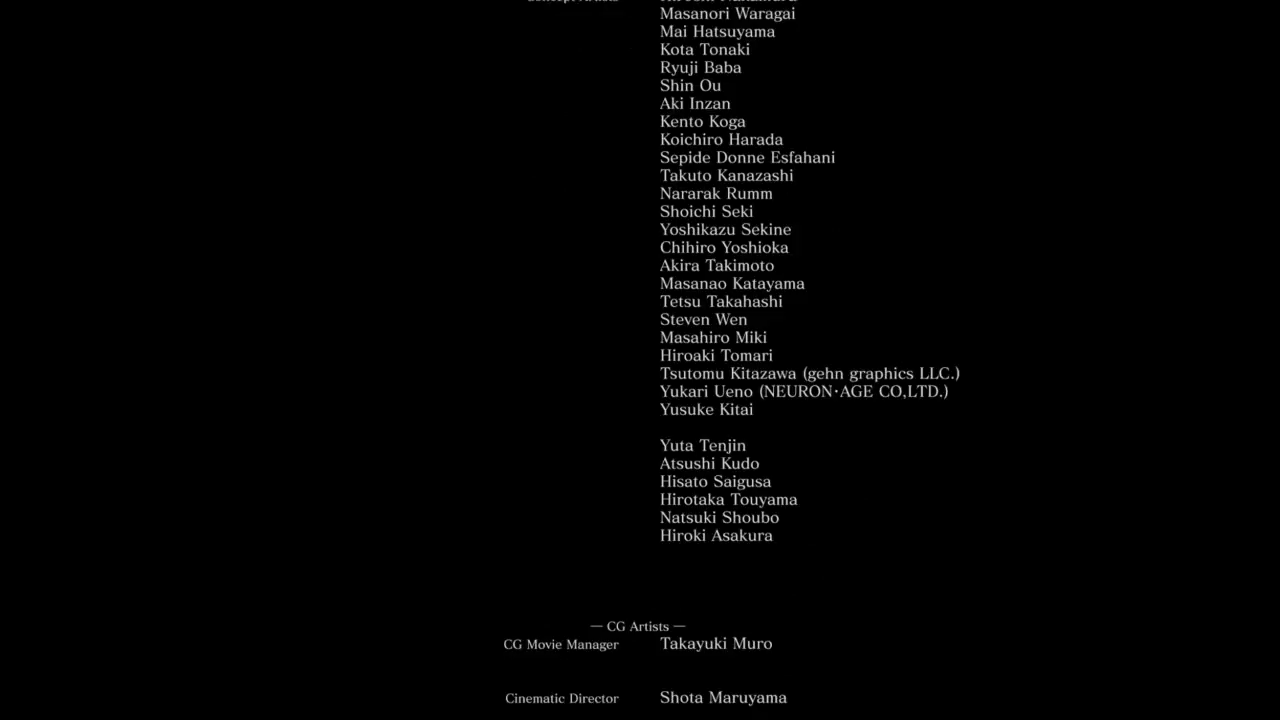 Masanori Waragai
Mai Hatsuyama
Kota Tonaki
Ryuji Baba
Shin Ou
Aki Inzan
Kento Koga
Koichiro Harada
Sepide Donne Esfahani
Takuto Kanazashi
Nararak Rumm
Shoichi Seki
Yoshikazu Sekine
Chihiro Yoshioka
Akira Takimoto
Masanao Katayama
Tetsu Takahashi
Steven Wen
Masahiro Miki
Hiroaki Tomari
Tsutomu Kitazawa (gehn graphics LLC.)
Yukari Ueno (NEURON・AGE CO,LTD.)
Yusuke Kitai
Yuta Tenjin
Atsushi Kudo
Hisato Saigusa
Hirotaka Touyama
Natsuki Shoubo
Hiroki Asakura
— CG Artists —
CG Movie Manager Takayuki Muro
Cinematic Director Shota Maruyama